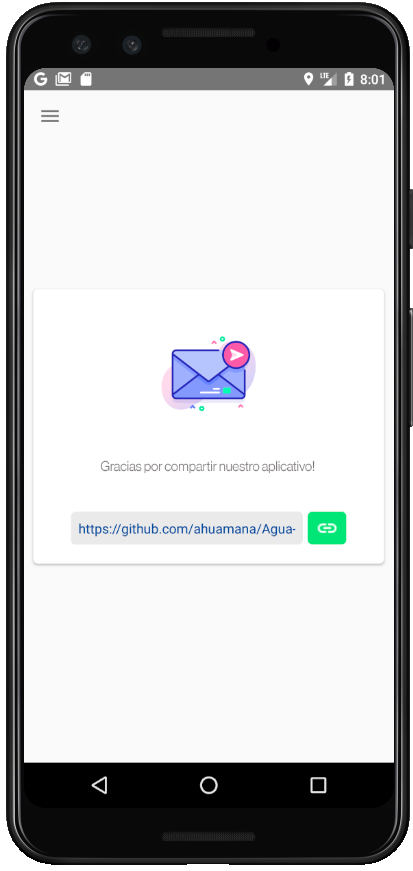 LTE 8:01
Gracias por compartir nuestro aplicativo!
https://github.com/ahuamana/Agua-